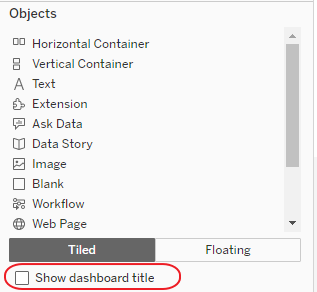 Objects
Horizontal Container
Vertical Container
Text
Extension
Ask Data
Data Story
Image
Blank
Workflow
Web Page
Tiled Floating
Show dashboard title